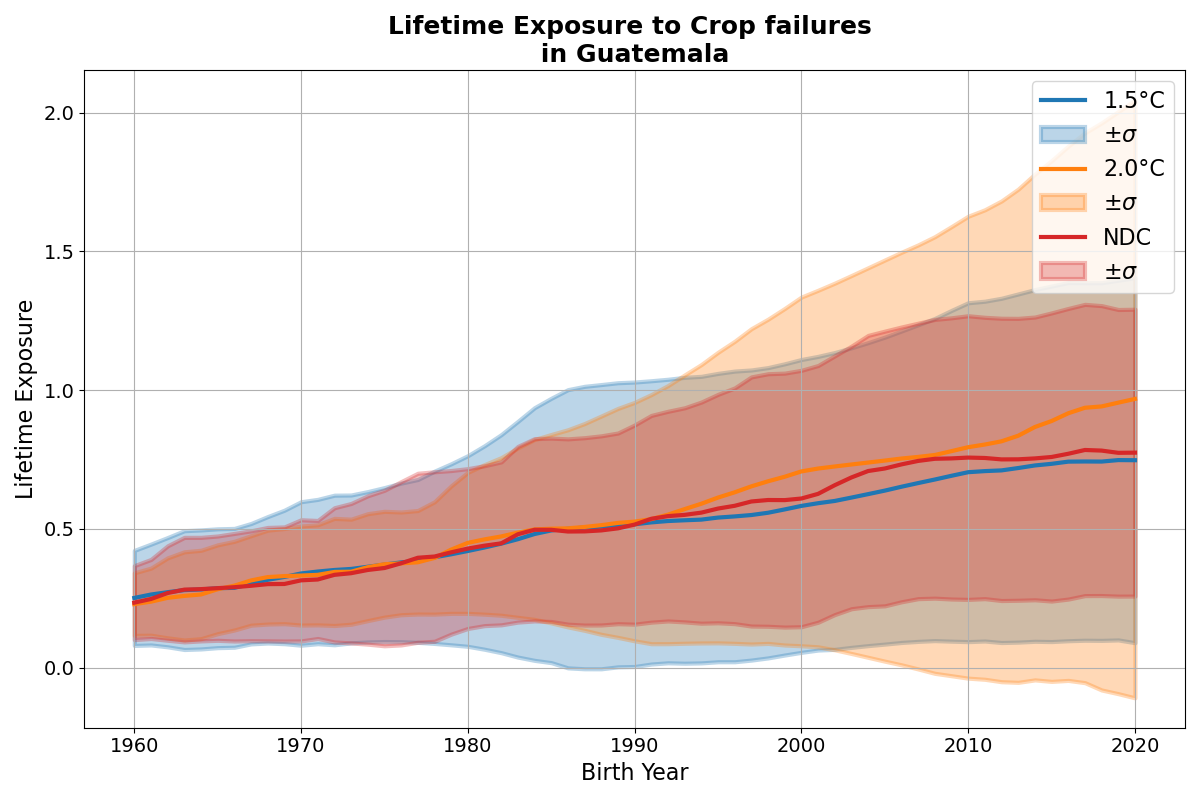 Lifetime Exposure to Crop failures
in Guatemala
Lifetime Exposure
2.0
1.5
1.0
0.5
0.0
1960 1970 1980 1990 2000 2010 2020
Birth Year
1.5°C
±σ
2.0°C
±σ
NDC
±σ